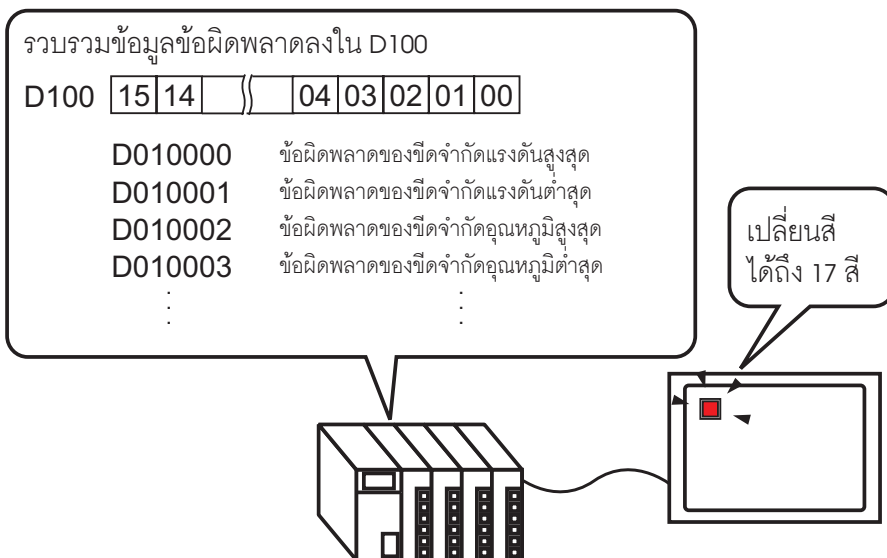 รวบรวมข้อมูลข้อผิดพลาดลงใน D100
D100 15 14 04 03 02 01 00
D010000 ข้อผิดพลาดของขีดจำกัดแรงดันสูงสุด
D010001 ข้อผิดพลาดของขีดจำกัดแรงดันต่ำสุด
D010002 ข้อผิดพลาดของขีดจำกัดอุณหภูมิสูงสุด
D010003 ข้อผิดพลาดของขีดจำกัดอุณหภูมิต่ำสุด
เปลี่ยนสี
ได้ถึง 17 สี